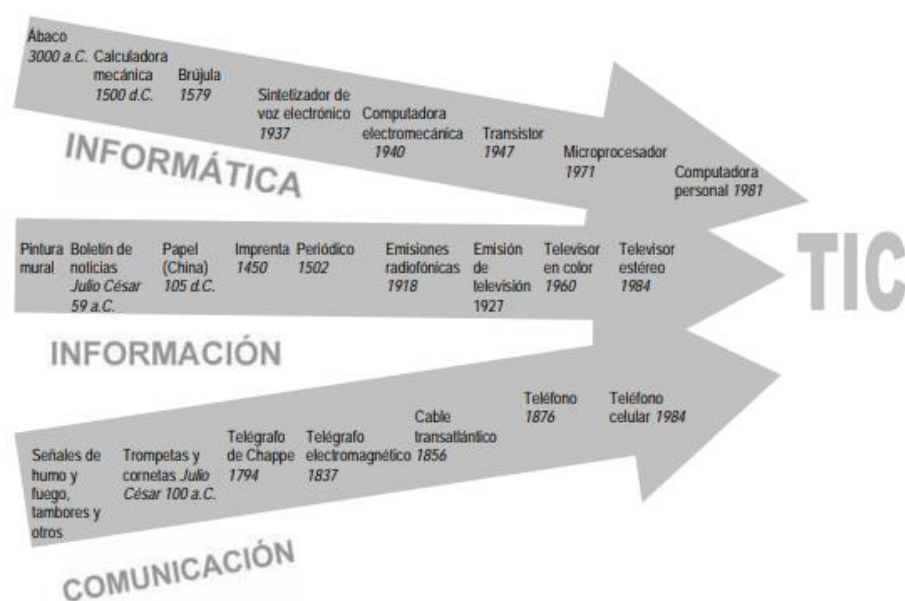 Ábaco
3000 a.C.
Calculadora
mecánica
1500 d.C.
Brújula
1579
Sintetizador de
voz electrónico
1937
Computadora
electromecánica
1940
Transistor
1947
Microprocesador
1971
Computadora
personal 1981
INFORMÁTICA
Pintura
mural
Boletín de
noticias
Julio César
59 a.C.
Papel
(China)
105 d.C.
Imprenta
1450
Periódico
1502
Emisiones
radiofónicas
1918
Emisión
de
televisión
1927
Televisor
en color
1960
Televisor
estéreo
1984
TIC
INFORMACIÓN
Señales de
humo y
fuego,
tambores y
otros
Trompetas y
cornetas Julio
César 100 a.C.
Telégrafo
de Chappe
1794
Telégrafo
electromagnético
1837
Cable
transatlántico
1856
Teléfono
1876
Teléfono
celular 1984
COMUNICACIÓN